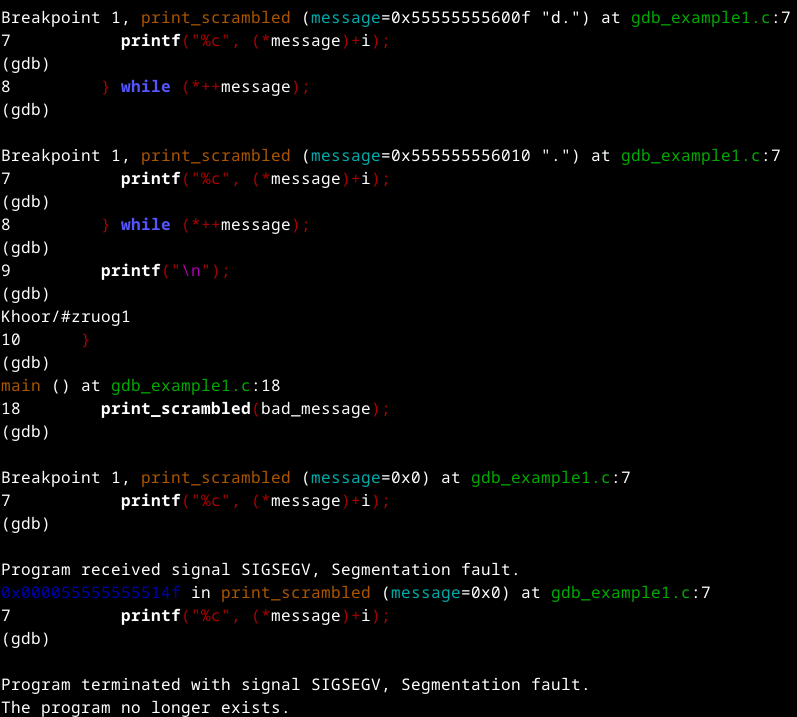 Breakpoint 1, print_scrambled (message=0x55555555600f "d.") at gdb_example1.c:7
7           printf("%c", (*message)+i);
(gdb)
8         } while (*++message);
(gdb)

Breakpoint 1, print_scrambled (message=0x555555556010 ".") at gdb_example1.c:7
7           printf("%c", (*message)+i);
(gdb)
8         } while (*++message);
(gdb)
9         printf("\n");
(gdb)
Khoor/#zruog1
10      }
(gdb)
main () at gdb_example1.c:18
18        print_scrambled(bad_message);
(gdb)

Breakpoint 1, print_scrambled (message=0x0) at gdb_example1.c:7
7           printf("%c", (*message)+i);
(gdb)

Program received signal SIGSEGV, Segmentation fault.
0x000055555555514f in print_scrambled (message=0x0) at gdb_example1.c:7
7           printf("%c", (*message)+i);
(gdb)

Program terminated with signal SIGSEGV, Segmentation fault.
The program no longer exists.